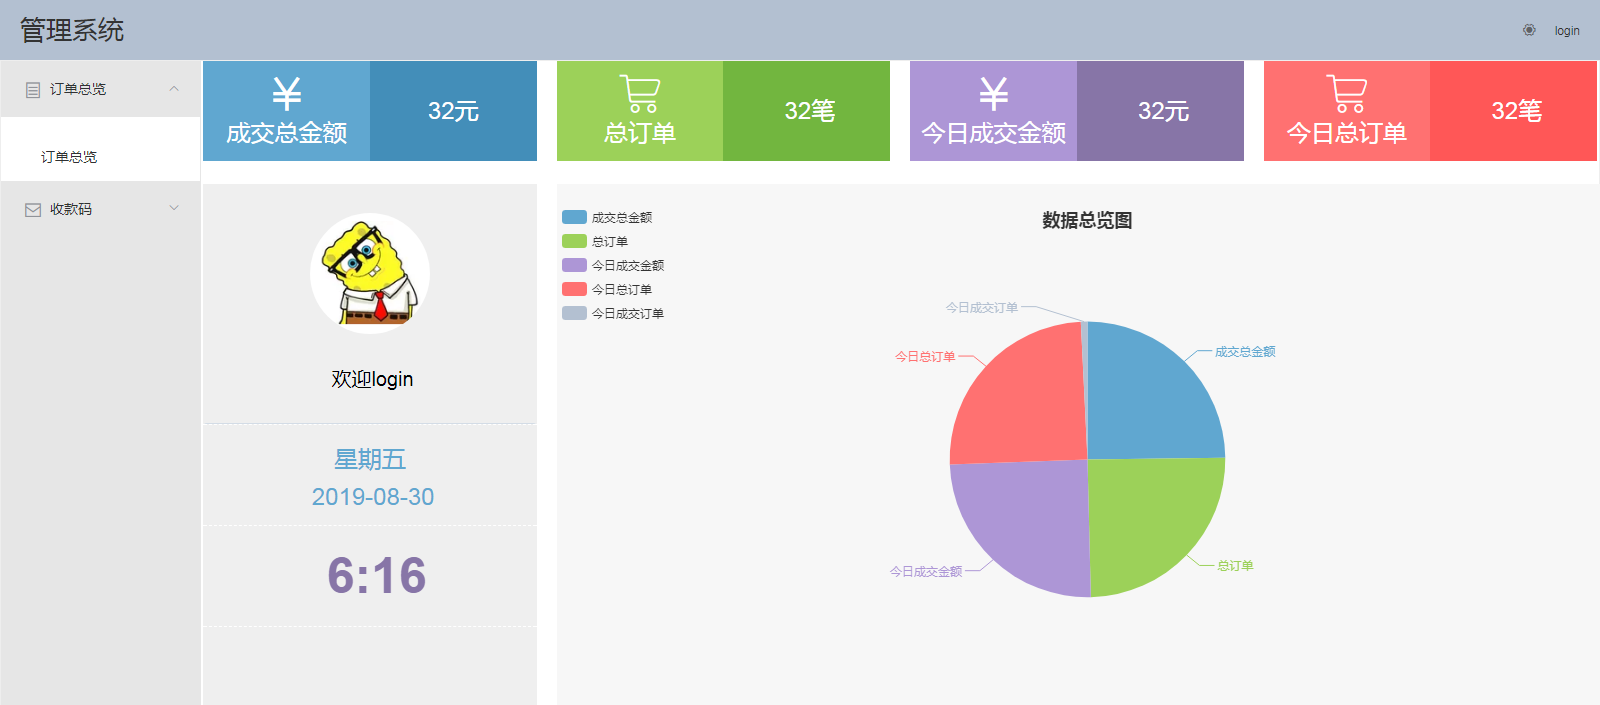 管理系统
login
订单总览
订单总览
收款码
成交总金额
32元
总订单
32笔
今日成交金额
32元
今日总订单
32笔
欢迎login
星期五
2019-08-30
6:16
成交总金额
总订单
今日成交金额
今日总订单
今日成交订单
数据总览图
今日成交订单
今日总订单
成交总金额
今日成交金额
总订单